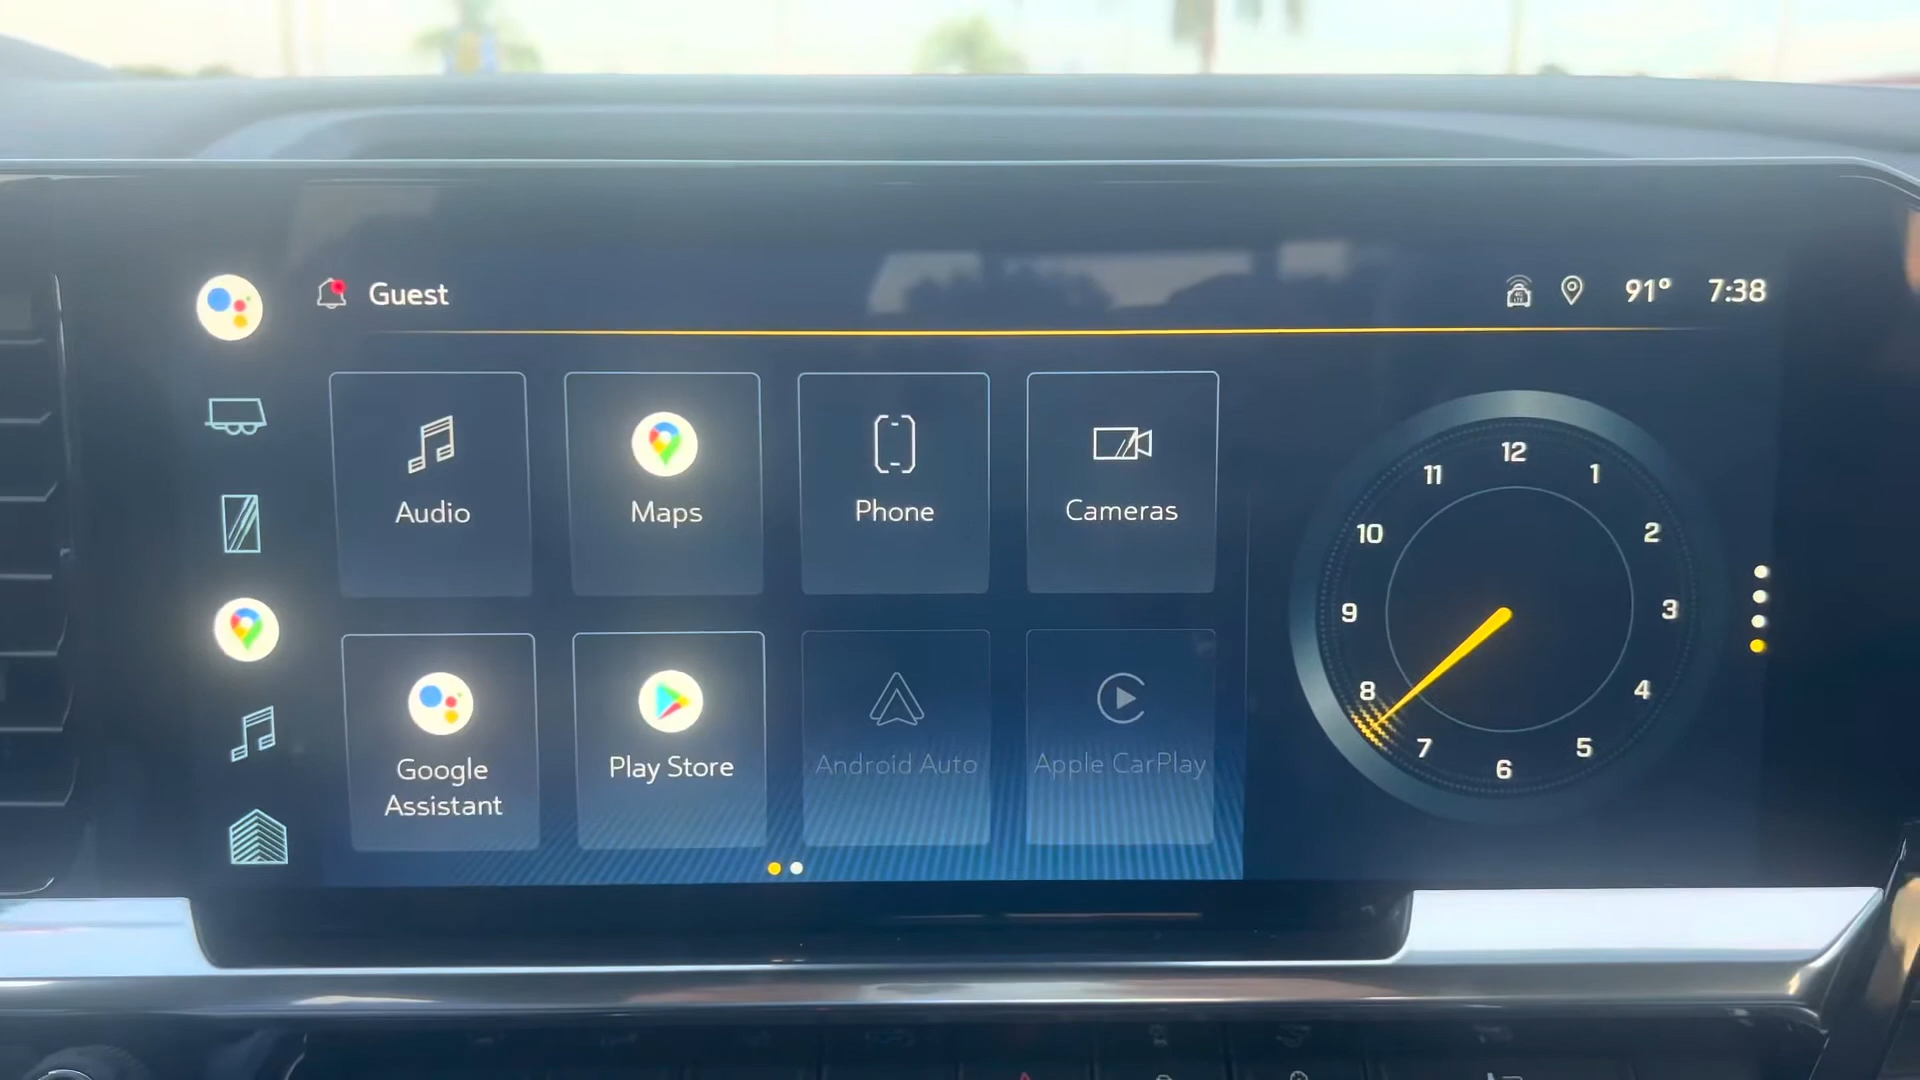 Guest
91° 7:38
Audio
Maps
Phone
Cameras
Google
Assistant
Play Store
Android Auto
Apple CarPlay
12
1
2
3
4
5
6
7
8
9
10
11